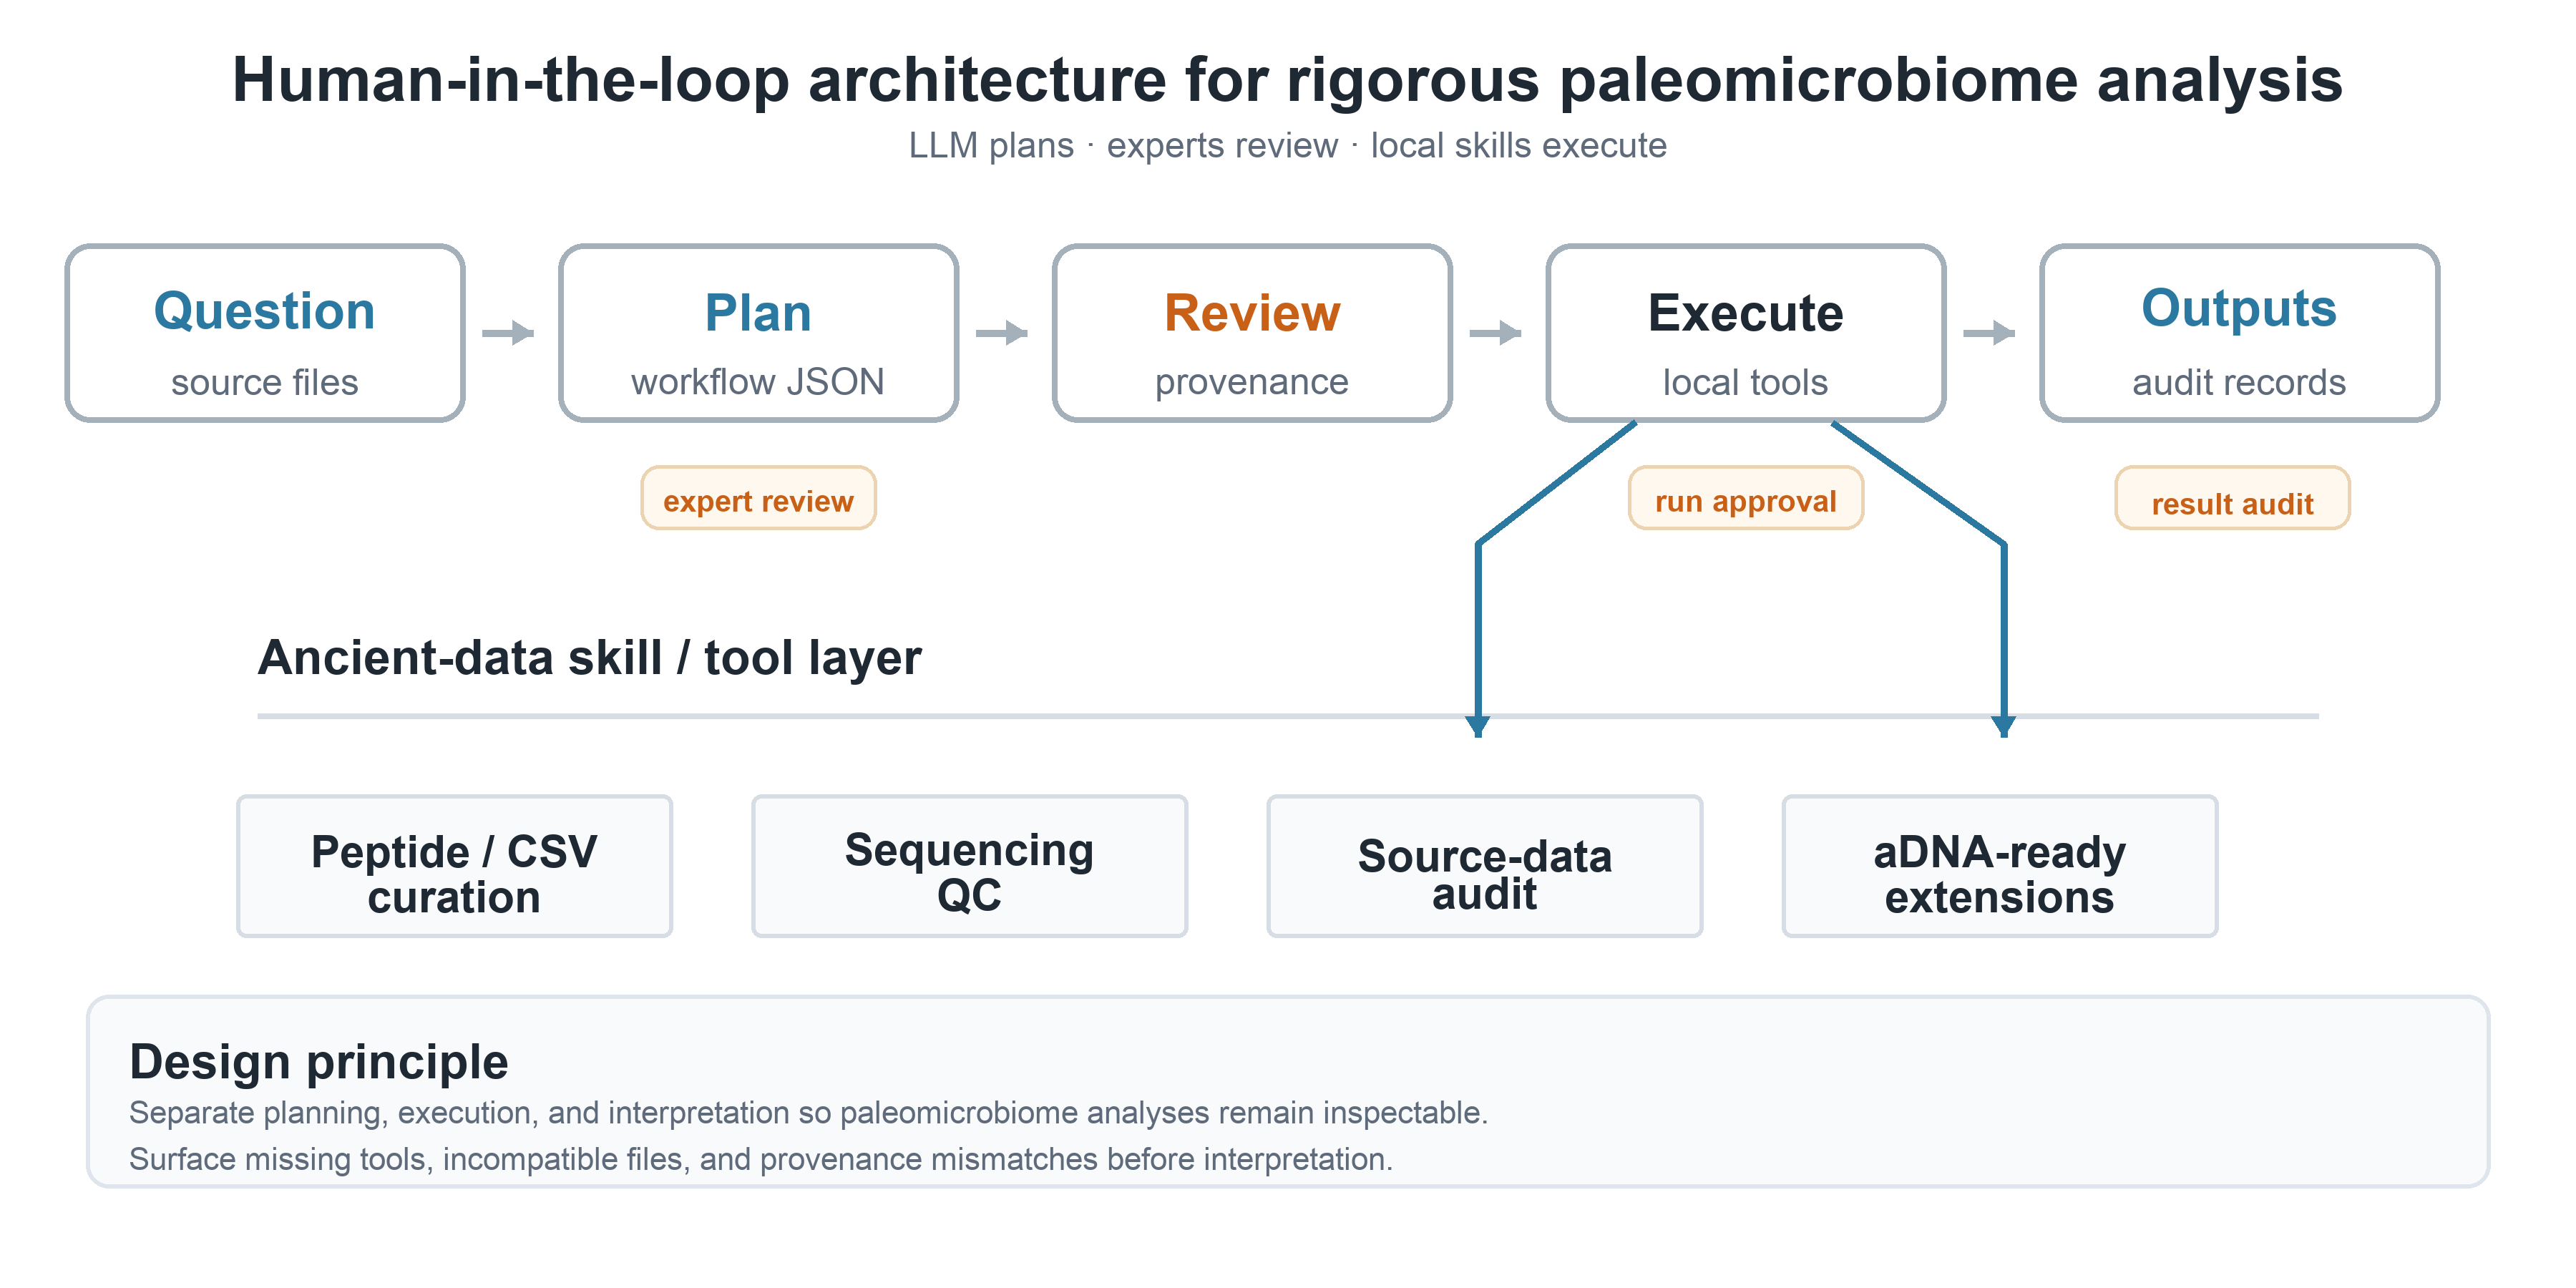 Human-in-the-loop architecture for rigorous paleomicrobiome analysis
LLM plans · experts review · local skills execute
Question
source files
Plan
workflow JSON
Review
provenance
Execute
local tools
Outputs
audit records
expert review
run approval
result audit
Ancient-data skill / tool layer
Peptide / CSV
curation
Sequencing
QC
Source-data
audit
aDNA-ready
extensions
Design principle
Separate planning, execution, and interpretation so paleomicrobiome analyses remain inspectable.
Surface missing tools, incompatible files, and provenance mismatches before interpretation.